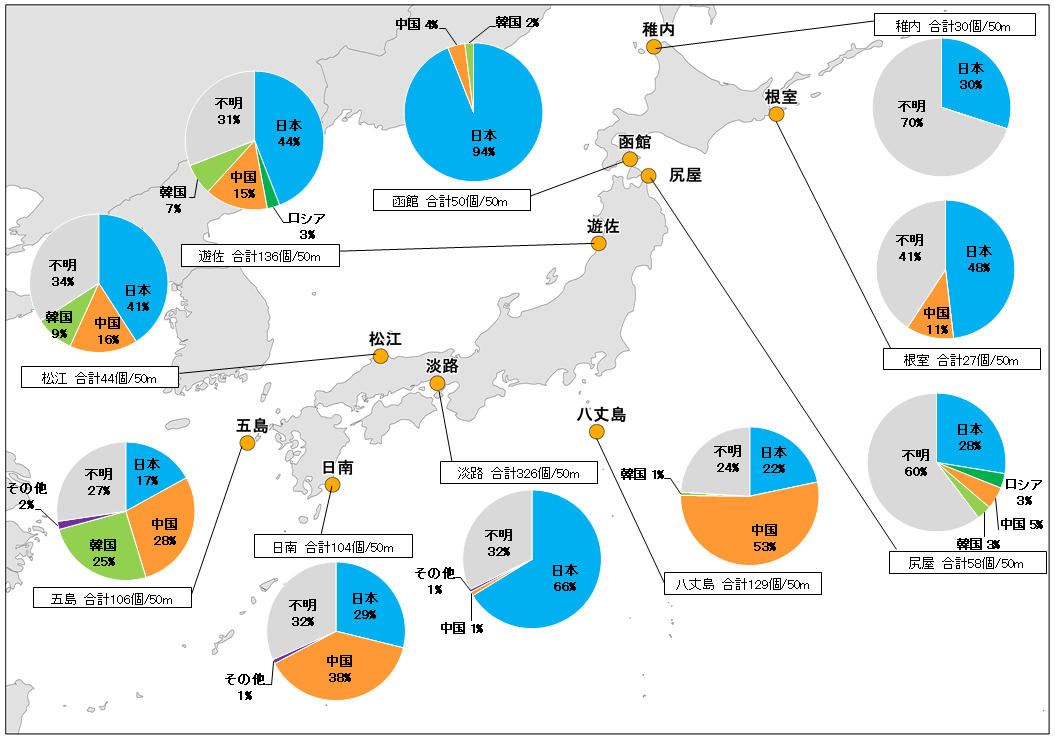 中国 4%
韓国 2%
日本
94%
函館 合計50個/50m
稚内
稚内 合計30個/50m
日本
30%
不明
70%
根室
函館
尻屋
不明
31%
日本
44%
中国
15%
韓国
7%
ロシア
3%
遊佐 合計136個/50m
遊佐
不明
41%
日本
48%
中国
11%
根室 合計27個/50m
不明
34%
日本
41%
韓国
9%
中国
16%
松江 合計44個/50m
松江
淡路
五島
日南
八丈島
淡路 合計326個/50m
不明
60%
日本
28%
ロシア
3%
中国 5%
韓国 3%
尻屋 合計58個/50m
韓国 1%
不明
24%
日本
22%
中国
53%
八丈島 合計129個/50m
その他
2%
不明
27%
日本
17%
中国
28%
韓国
25%
五島 合計106個/50m
日南 合計104個/50m
不明
32%
日本
29%
中国
38%
その他
1%
不明
32%
日本
66%
その他
1%
中国 1%